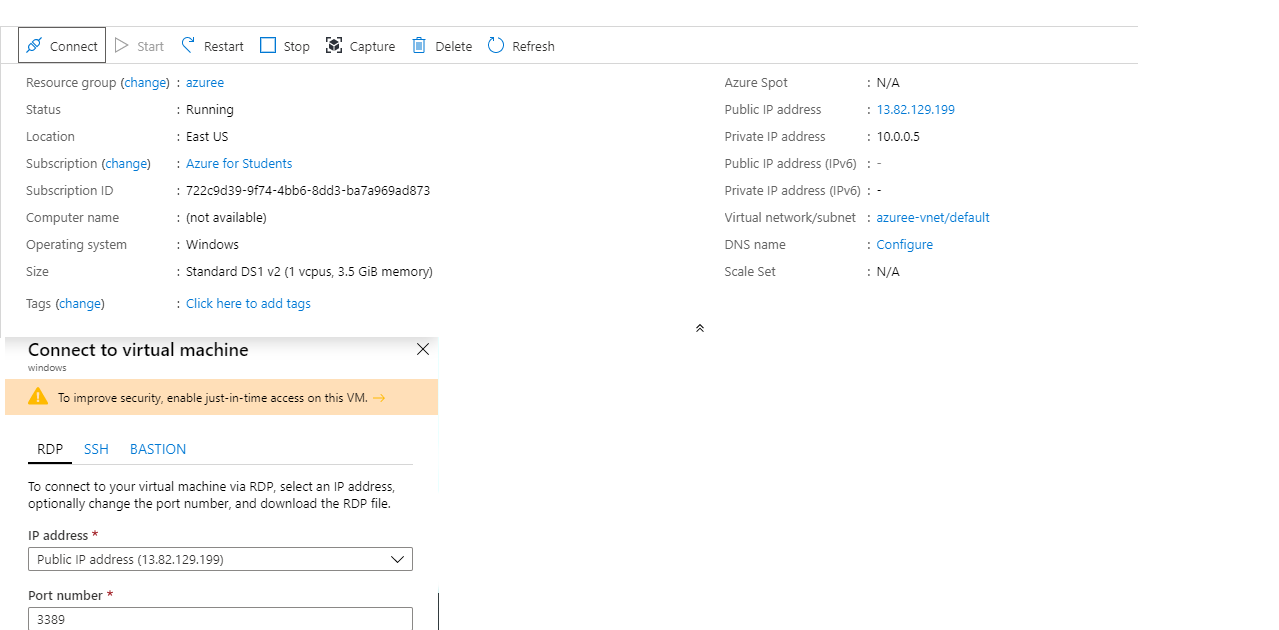 Connect Start Restart Stop Capture Delete Refresh
Resource group (change) : azuree
Status : Running
Location : East US
Subscription (change) : Azure for Students
Subscription ID : 722c9d39-9f74-4bb6-8dd3-ba7a969ad873
Computer name : (not available)
Operating system : Windows
Size : Standard DS1 v2 (1 vcpus, 3.5 GiB memory)
Tags (change) : Click here to add tags
Azure Spot : N/A
Public IP address : 13.82.129.199
Private IP address : 10.0.0.5
Public IP address (IPv6) : -
Private IP address (IPv6) : -
Virtual network/subnet : azuree-vnet/default
DNS name : Configure
Scale Set : N/A
Connect to virtual machine
windows
To improve security, enable just-in-time access on this VM. →
RDP SSH BASTION
To connect to your virtual machine via RDP, select an IP address,
optionally change the port number, and download the RDP file.
IP address *
Public IP address (13.82.129.199)
Port number *
3389